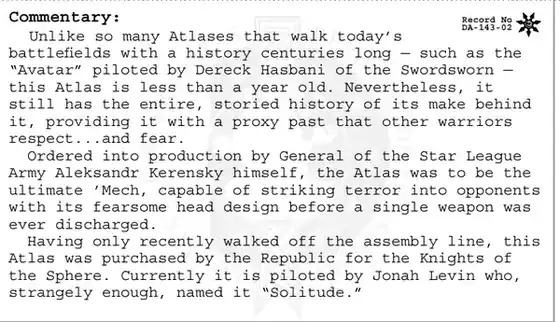 Commentary:
Record No
DA-143-02
Unlike so many Atlases that walk today's
battlefields with a history centuries long — such as the
“Avatar” piloted by Dereck Hasbani of the Swordsworn —
this Atlas is less than a year old. Nevertheless, it
still has the entire, storied history of its make behind
it, providing it with a proxy past that other warriors
respect...and fear.
Ordered into production by General of the Star League
Army Aleksandr Kerensky himself, the Atlas was to be the
ultimate ’Mech, capable of striking terror into opponents
with its fearsome head design before a single weapon was
ever discharged.
Having only recently walked off the assembly line, this
Atlas was purchased by the Republic for the Knights of
the Sphere. Currently it is piloted by Jonah Levin who,
strangely enough, named it “Solitude.”